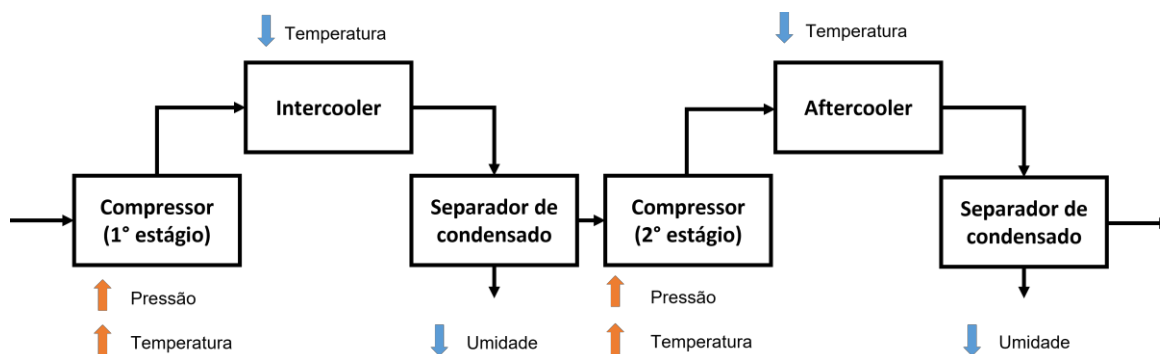 Temperatura
Temperatura
Intercooler
Aftercooler
Compressor
(1° estágio)
Separador de
condensado
Compressor
(2° estágio)
Separador de
condensado
Pressão
Pressão
Temperatura
Umidade
Temperatura
Umidade